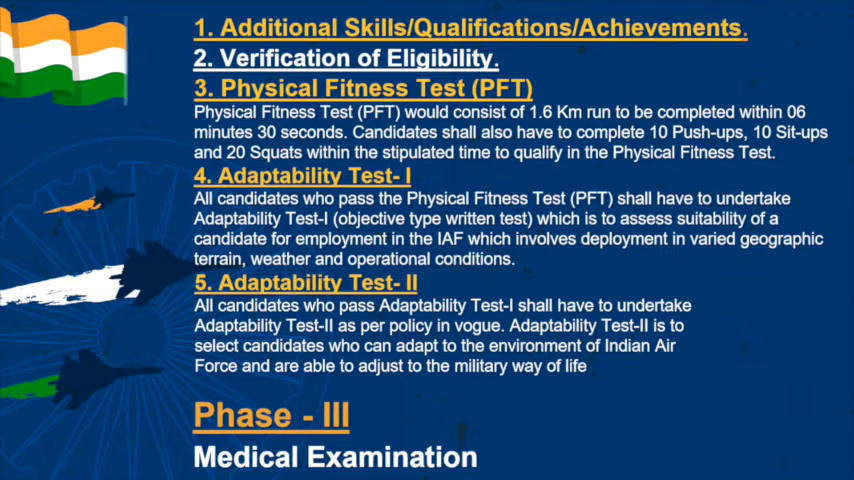 1. Additional Skills/Qualifications/Achievements.
2. Verification of Eligibility.
3. Physical Fitness Test (PFT)
Physical Fitness Test (PFT) would consist of 1.6 Km run to be completed within 06
minutes 30 seconds. Candidates shall also have to complete 10 Push-ups, 10 Sit-ups
and 20 Squats within the stipulated time to qualify in the Physical Fitness Test.
4. Adaptability Test- I
All candidates who pass the Physical Fitness Test (PFT) shall have to undertake
Adaptability Test-I (objective type written test) which is to assess suitability of a
candidate for employment in the IAF which involves deployment in varied geographic
terrain, weather and operational conditions.
5. Adaptability Test- II
All candidates who pass Adaptability Test-I shall have to undertake
Adaptability Test-II as per policy in vogue. Adaptability Test-II is to
select candidates who can adapt to the environment of Indian Air
Force and are able to adjust to the military way of life
Phase - III
Medical Examination